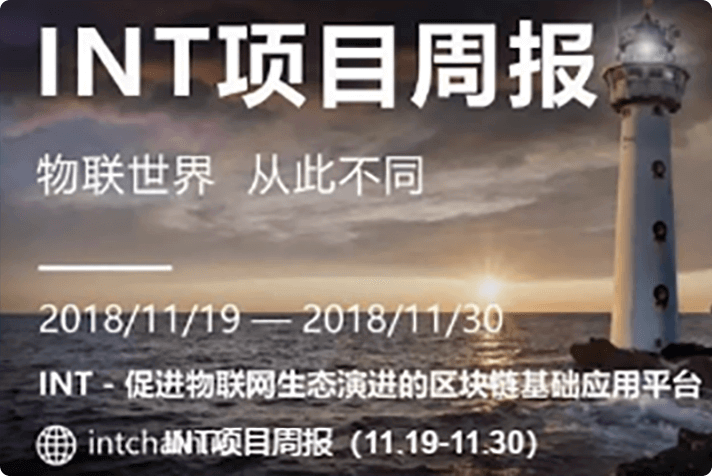 INT项目周报
物联世界 从此不同
2018/11/19 — 2018/11/30
INT - 促进物联网生态演进的区块链基础应用平台
INT项目周报（11.19-11.30）